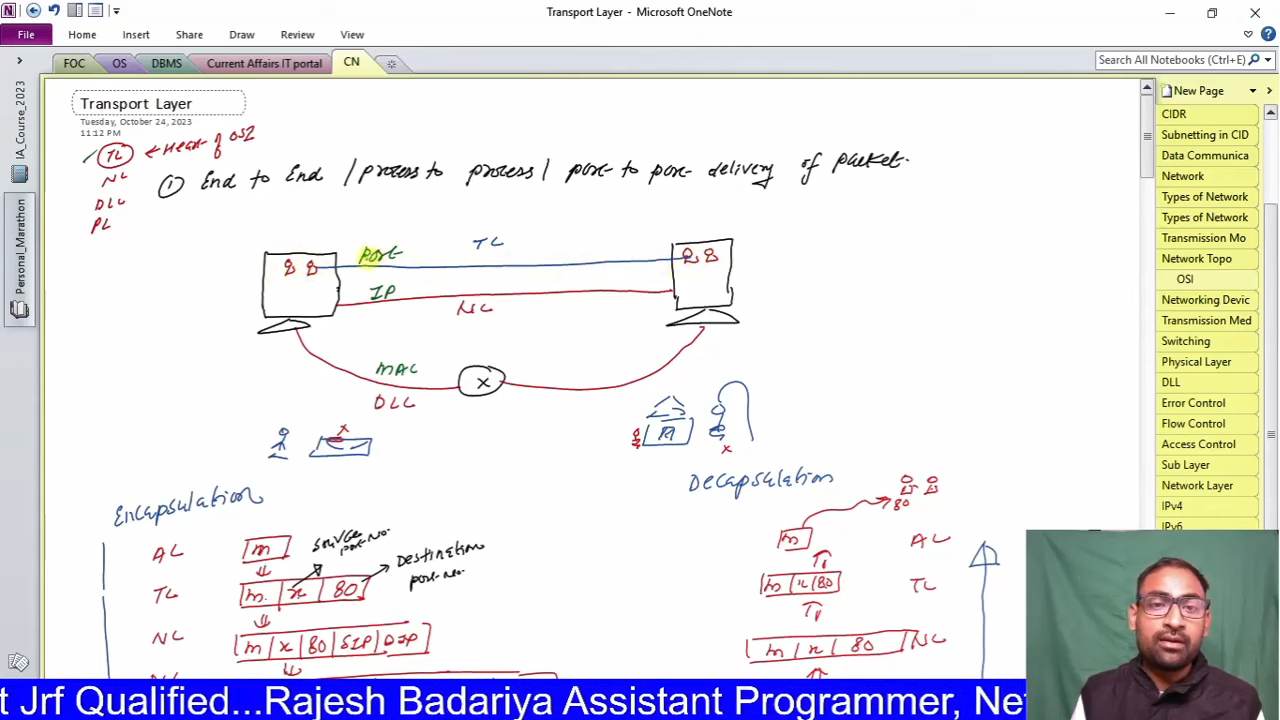 Transport Layer - Microsoft OneNote
File Home Insert Share Draw Review View
FOC OS DBMS Current Affairs IT portal CN
Search All Notebooks (Ctrl+E)
IA_Course_2023
Personal_Marathon
Transport Layer
Tuesday, October 24, 2023
11:12 PM
TL ← Heart of OSI
NL
DLL
PL
① End to End / process to process / port to port delivery of packet.
Port TL
IP NL
MAC X
DLL
X
X
Encapsulation
AL m
source port no.
Destination port no.
TL m x 80
NL m x 80 SIP DIP
Decapsulation
80
m AL
m x 80 TL
m x 80 NL
New Page
CIDR
Subnetting in CID
Data Communica
Network
Types of Network
Types of Network
Transmission Mo
Network Topo
OSI
Networking Devic
Transmission Med
Switching
Physical Layer
DLL
Error Control
Flow Control
Access Control
Sub Layer
Network Layer
IPv4
IPv6
t Jrf Qualified...Rajesh Badariya Assistant Programmer, Net